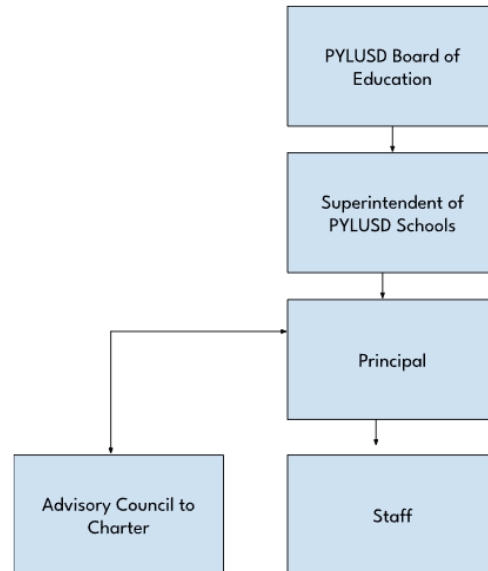 PYLUSD Board of
Education
Superintendent of
PYLUSD Schools
Principal
Advisory Council to
Charter
Staff